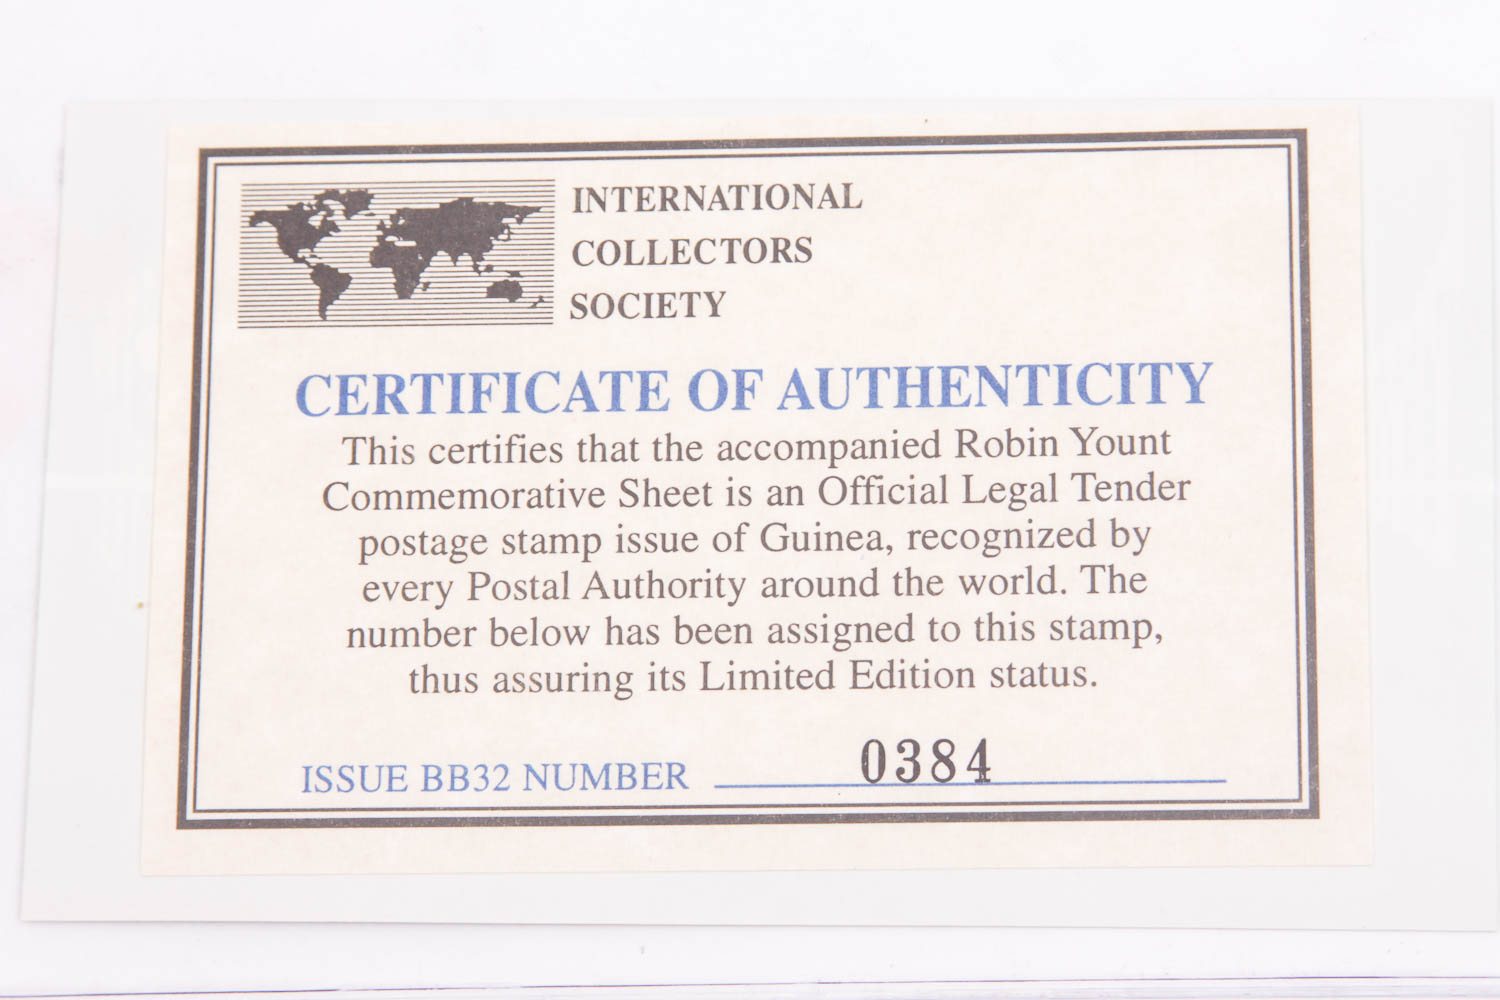 INTERNATIONAL
COLLECTORS
SOCIETY
CERTIFICATE OF AUTHENTICITY
This certifies that the accompanied Robin Yount
Commemorative Sheet is an Official Legal Tender
postage stamp issue of Guinea, recognized by
every Postal Authority around the world. The
number below has been assigned to this stamp,
thus assuring its Limited Edition status.
ISSUE BB32 NUMBER 0384